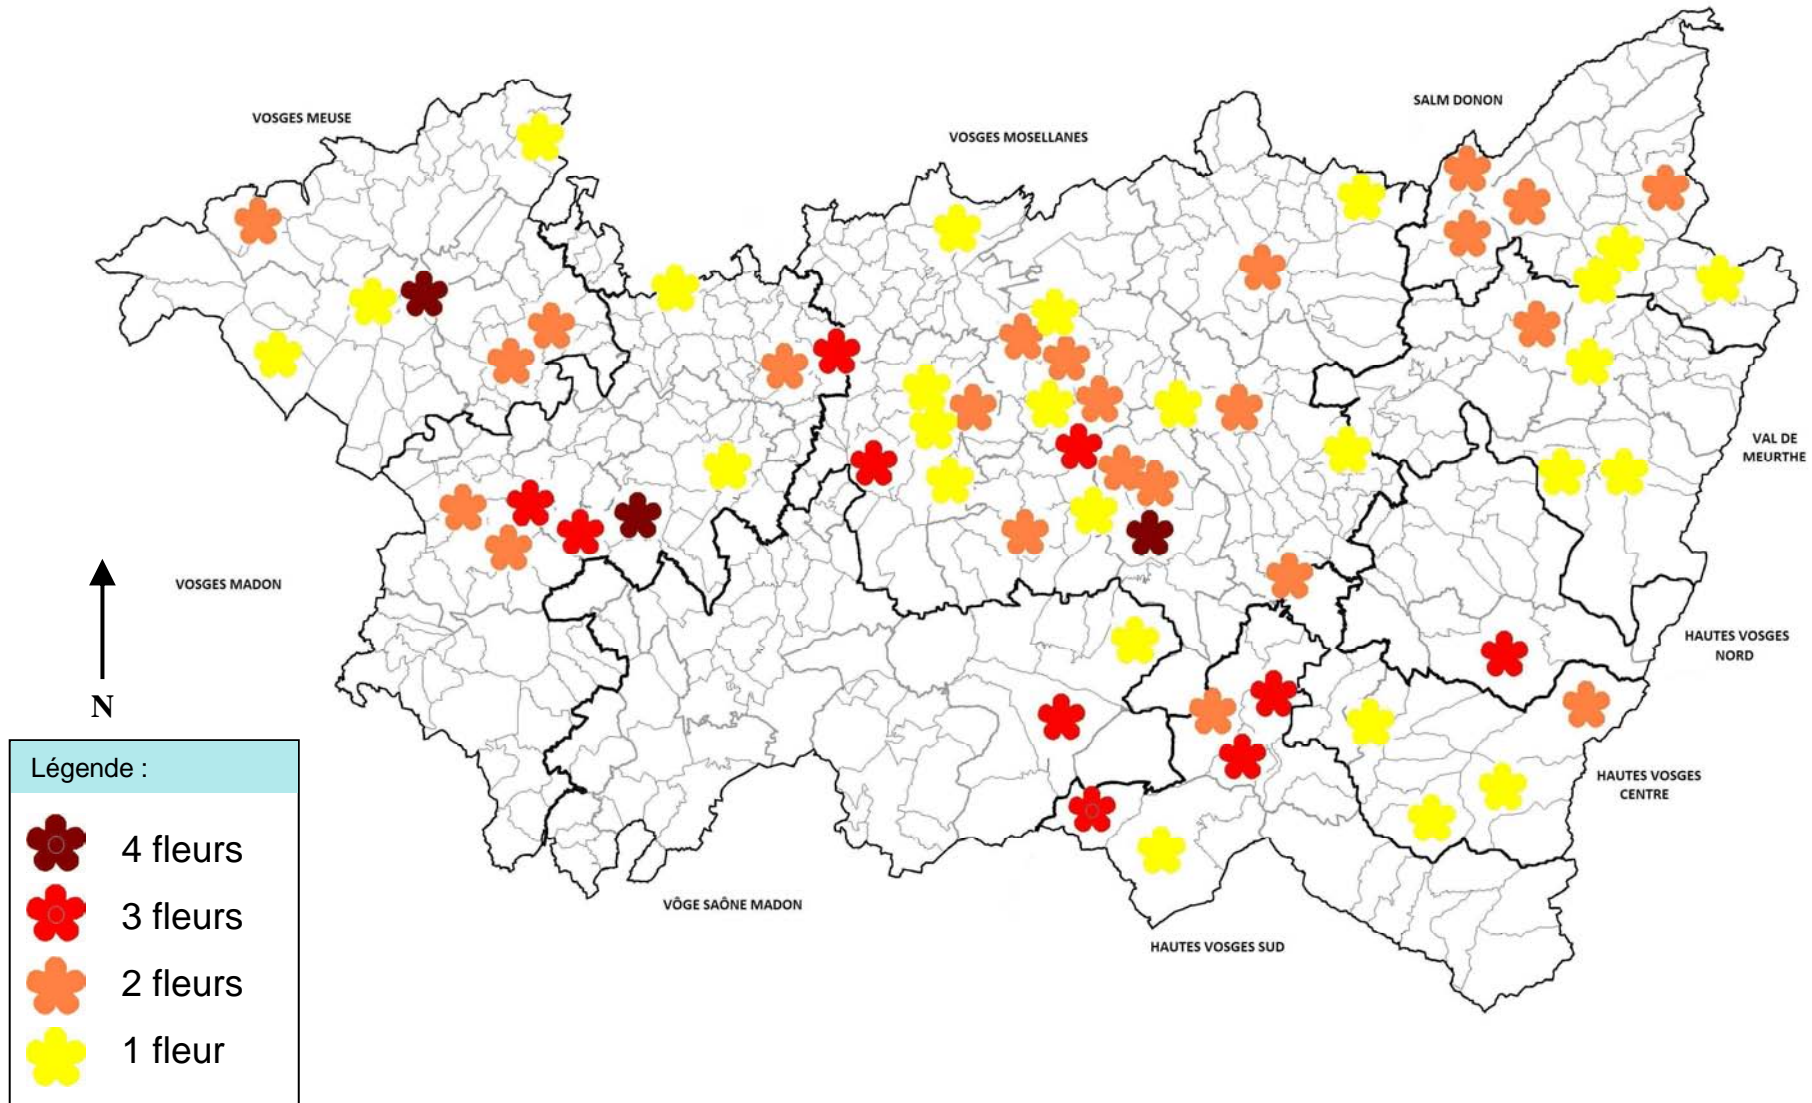 SALM DONON
VOSGES MEUSE
VOSGES MOSELLANES
VAL DE
MEURTHE
VOSGES MADON
HAUTES VOSGES
NORD
N
Légende :
HAUTES VOSGES
CENTRE
4 fleurs
VÔGE SAÔNE MADON
3 fleurs
HAUTES VOSGES SUD
2 fleurs
1 fleur